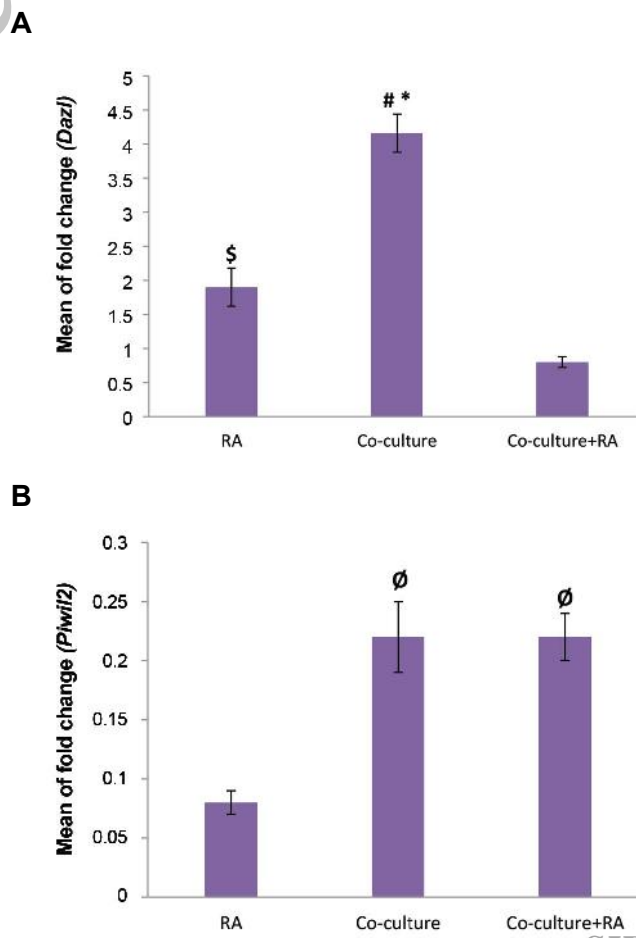 A
Mean of fold change (Dazl)
5
4.5
4
3.5
3
2.5
2
1.5
1
0.5
0
$
# *
RA Co-culture Co-culture+RA
B
Mean of fold change (Piwil2)
0.3
0.25
0.2
0.15
0.1
0.05
0
Ø
Ø
RA Co-culture Co-culture+RA